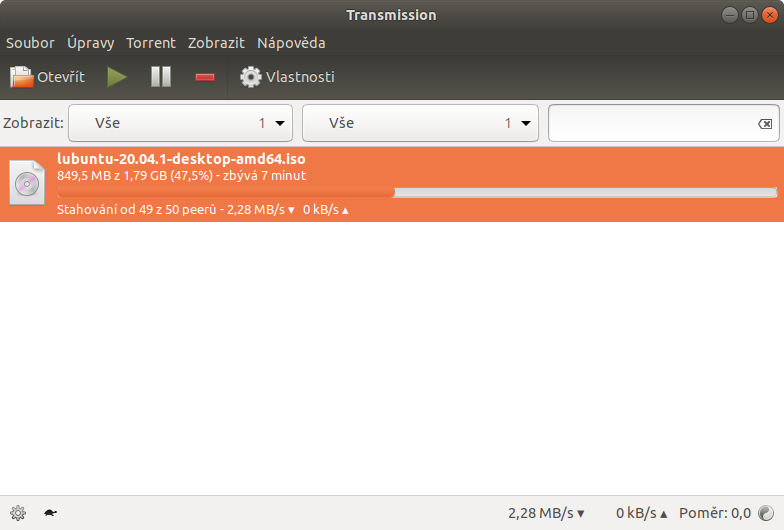 Transmission
Soubor Úpravy Torrent Zobrazit Nápověda
Otevřít Vlastnosti
Zobrazit: Vše 1 ▾ Vše 1 ▾
lubuntu-20.04.1-desktop-amd64.iso
849,5 MB z 1,79 GB (47,5%) - zbývá 7 minut
Stahování od 49 z 50 peerů - 2,28 MB/s ▾ 0 kB/s ▴
2,28 MB/s ▾ 0 kB/s ▴ Poměr: 0,0